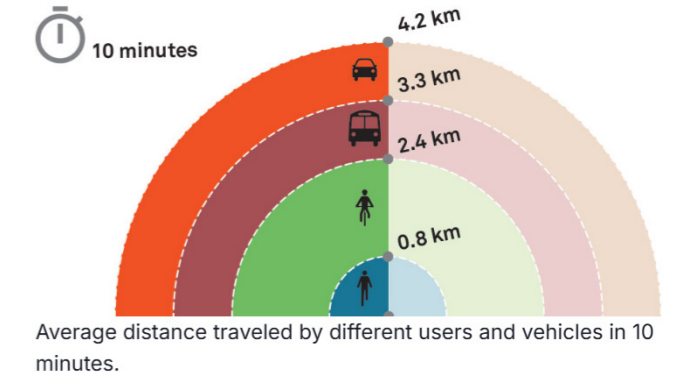 4.2 km
10 minutes
3.3 km
2.4 km
0.8 km
Average distance traveled by different users and vehicles in 10
minutes.